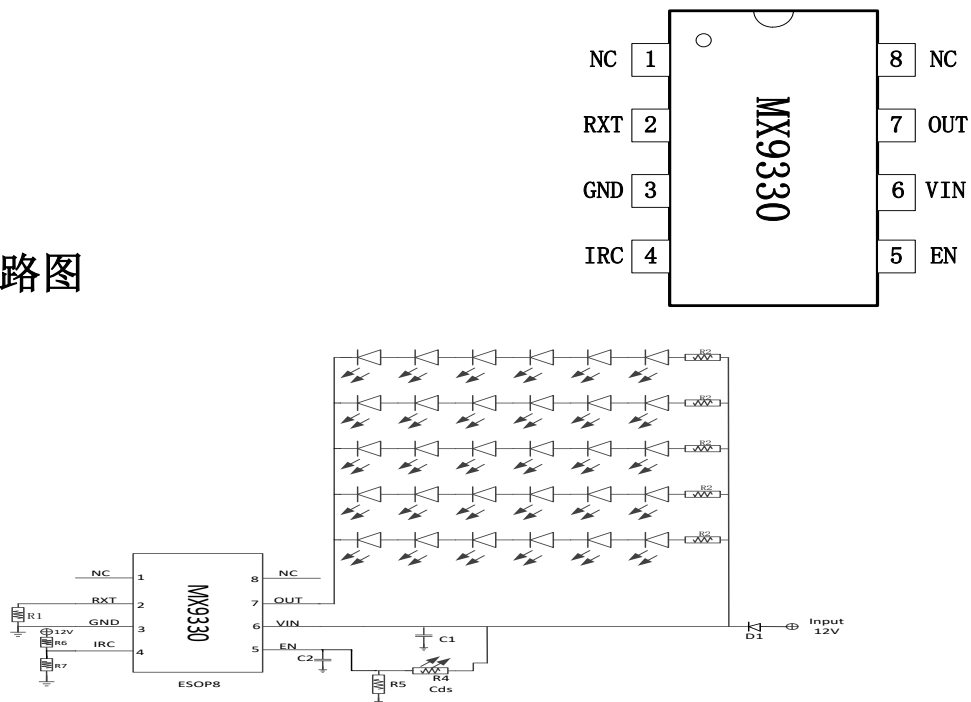 NC 1 8 NC
RXT 2 7 OUT
GND 3 6 VIN
IRC 4 5 EN
MX9330
路图
R2
R2
R2
R2
R2
NC 1 8 NC
RXT 2 7 OUT
R1
GND 3 6 VIN
12V
R6
IRC 4 5 EN
R7
MX9330
C1
C2
D1
Input
12V
R5
R4
Cds
ESOP8